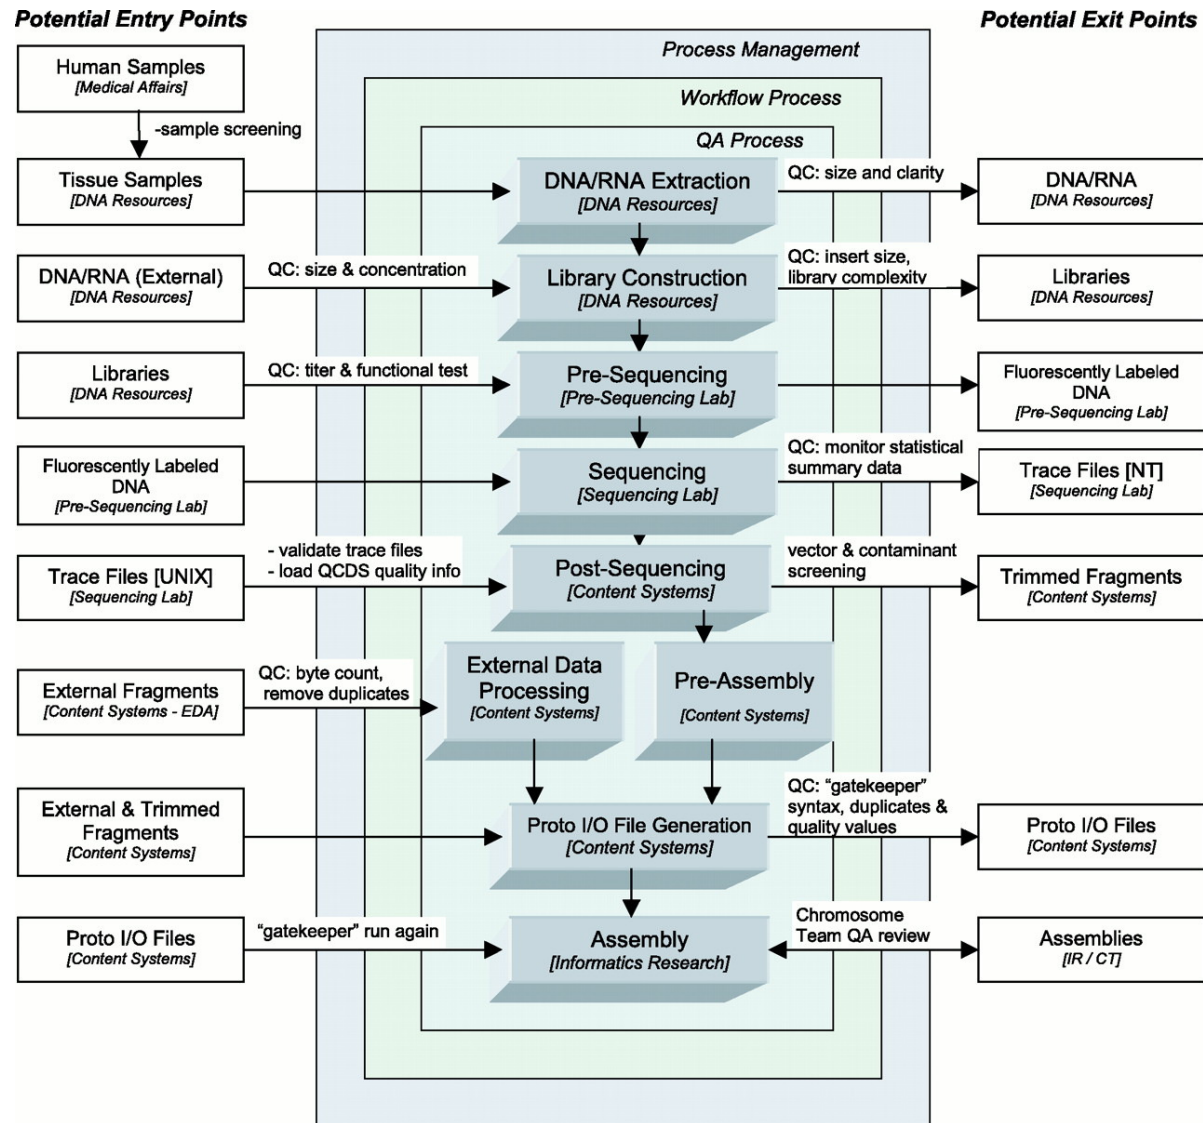 Potential Entry Points
Potential Exit Points
Process Management
Workflow Process
QA Process
Human Samples
[Medical Affairs]
-sample screening
Tissue Samples
[DNA Resources]
DNA/RNA Extraction
[DNA Resources]
QC: size and clarity
DNA/RNA
[DNA Resources]
DNA/RNA (External)
[DNA Resources]
QC: size & concentration
Library Construction
[DNA Resources]
QC: insert size,
library complexity
Libraries
[DNA Resources]
Libraries
[DNA Resources]
QC: titer & functional test
Pre-Sequencing
[Pre-Sequencing Lab]
Fluorescently Labeled
DNA
[Pre-Sequencing Lab]
Fluorescently Labeled
DNA
[Pre-Sequencing Lab]
Sequencing
[Sequencing Lab]
QC: monitor statistical
summary data
Trace Files [NT]
[Sequencing Lab]
Trace Files [UNIX]
[Sequencing Lab]
- validate trace files
- load QCDS quality info
Post-Sequencing
[Content Systems]
vector & contaminant
screening
Trimmed Fragments
[Content Systems]
External Fragments
[Content Systems - EDA]
QC: byte count,
remove duplicates
External Data
Processing
[Content Systems]
Pre-Assembly
[Content Systems]
External & Trimmed
Fragments
[Content Systems]
Proto I/O File Generation
[Content Systems]
QC: “gatekeeper”
syntax, duplicates &
quality values
Proto I/O Files
[Content Systems]
Proto I/O Files
[Content Systems]
“gatekeeper” run again
Assembly
[Informatics Research]
Chromosome
Team QA review
Assemblies
[IR / CT]